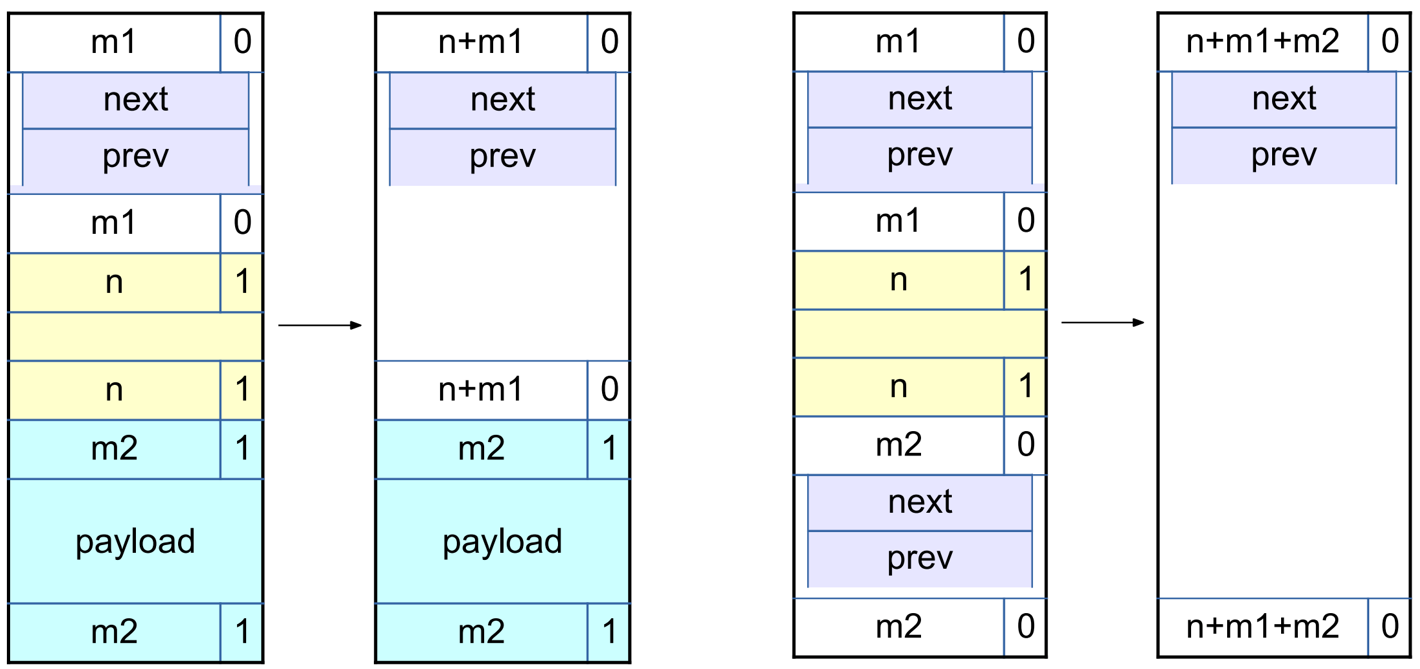 m1 0
next
prev
m1 0
n 1
n 1
m2 1
payload
m2 1
n+m1 0
next
prev
n+m1 0
m2 1
payload
m2 1
m1 0
next
prev
m1 0
n 1
n 1
m2 0
next
prev
m2 0
n+m1+m2 0
next
prev
n+m1+m2 0